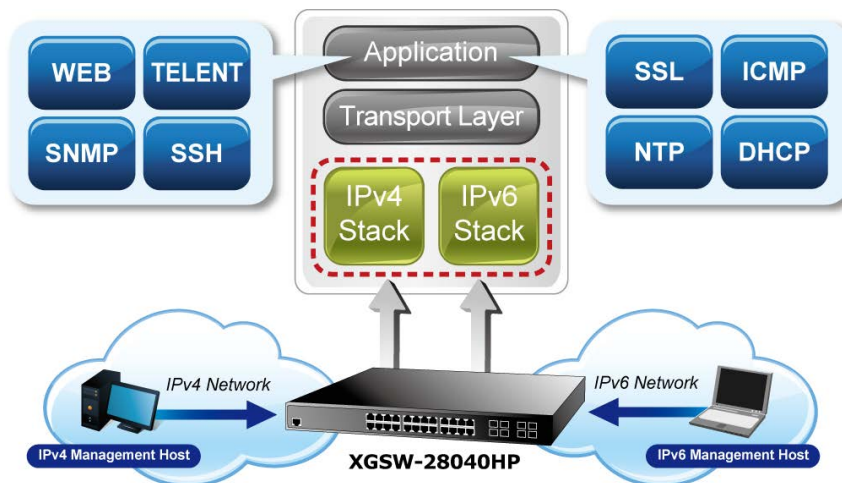 WEB
TELENT
SNMP
SSH
Application
Transport Layer
IPv4
Stack
IPv6
Stack
SSL
ICMP
NTP
DHCP
IPv4 Network
IPv6 Network
IPv4 Management Host
XGSW-28040HP
IPv6 Management Host